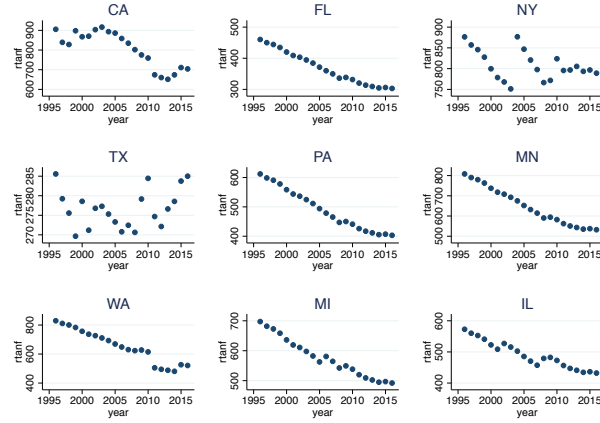 CA FL NY
rtanf 600 700 800 900
1995 2000 2005 2010 2015
year
rtanf 300 400 500
1995 2000 2005 2010 2015
year
rtanf 750 800 850 900
1995 2000 2005 2010 2015
year
TX PA MN
rtanf 270 275 280 285
1995 2000 2005 2010 2015
year
rtanf 400 500 600
1995 2000 2005 2010 2015
year
rtanf 500 600 700 800
1995 2000 2005 2010 2015
year
WA MI IL
rtanf 400 600 800
1995 2000 2005 2010 2015
year
rtanf 500 600 700
1995 2000 2005 2010 2015
year
rtanf 400 500 600
1995 2000 2005 2010 2015
year